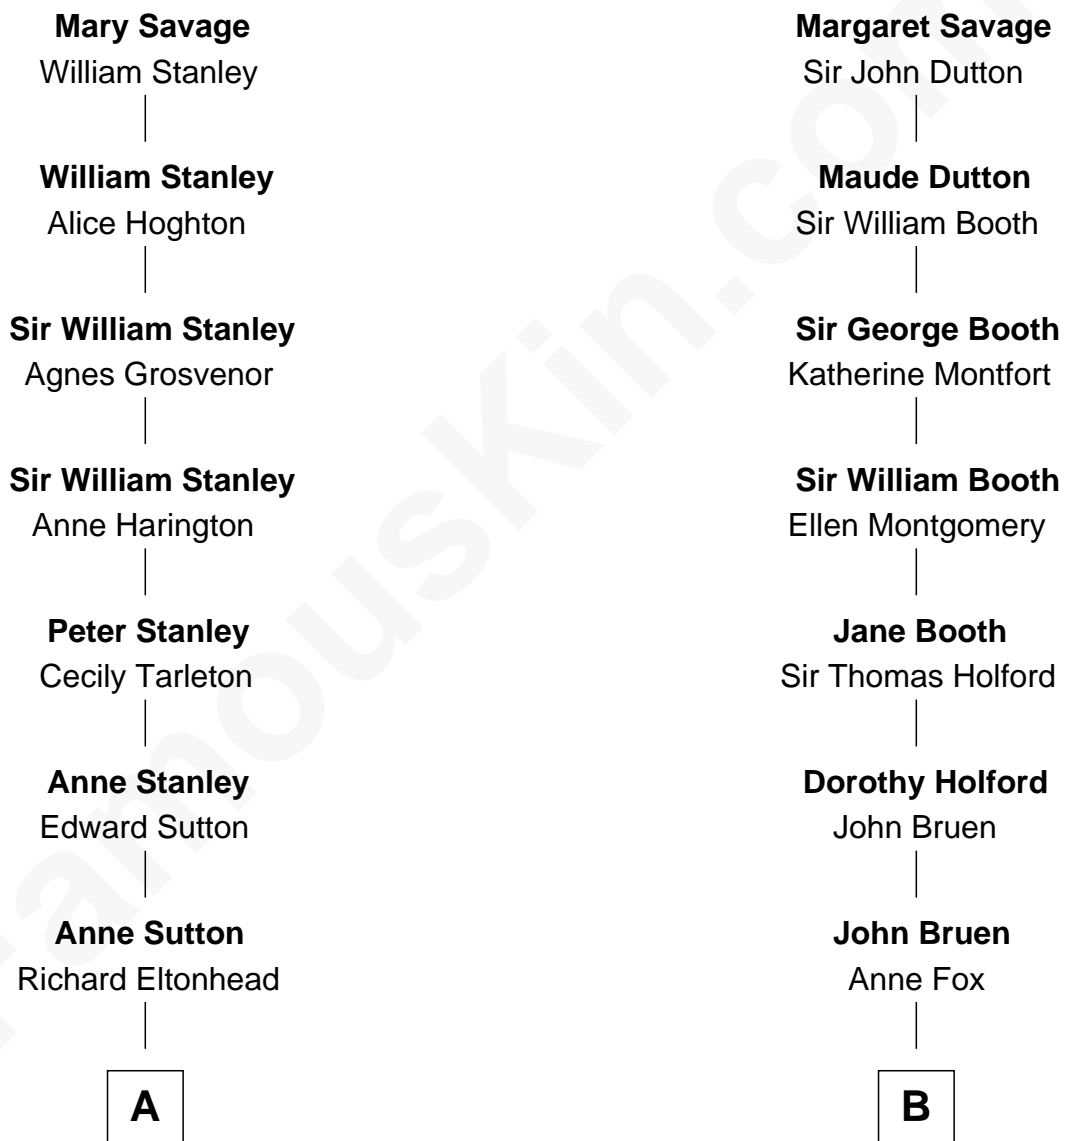 Mary Savage
William Stanley
William Stanley
Alice Hoghton
Sir William Stanley
Agnes Grosvenor
Sir William Stanley
Anne Harington
Peter Stanley
Cecily Tarleton
Anne Stanley
Edward Sutton
Anne Sutton
Richard Eltonhead
A
Margaret Savage
Sir John Dutton
Maude Dutton
Sir William Booth
Sir George Booth
Katherine Montfort
Sir William Booth
Ellen Montgomery
Jane Booth
Sir Thomas Holford
Dorothy Holford
John Bruen
John Bruen
Anne Fox
B
FamousKin.com